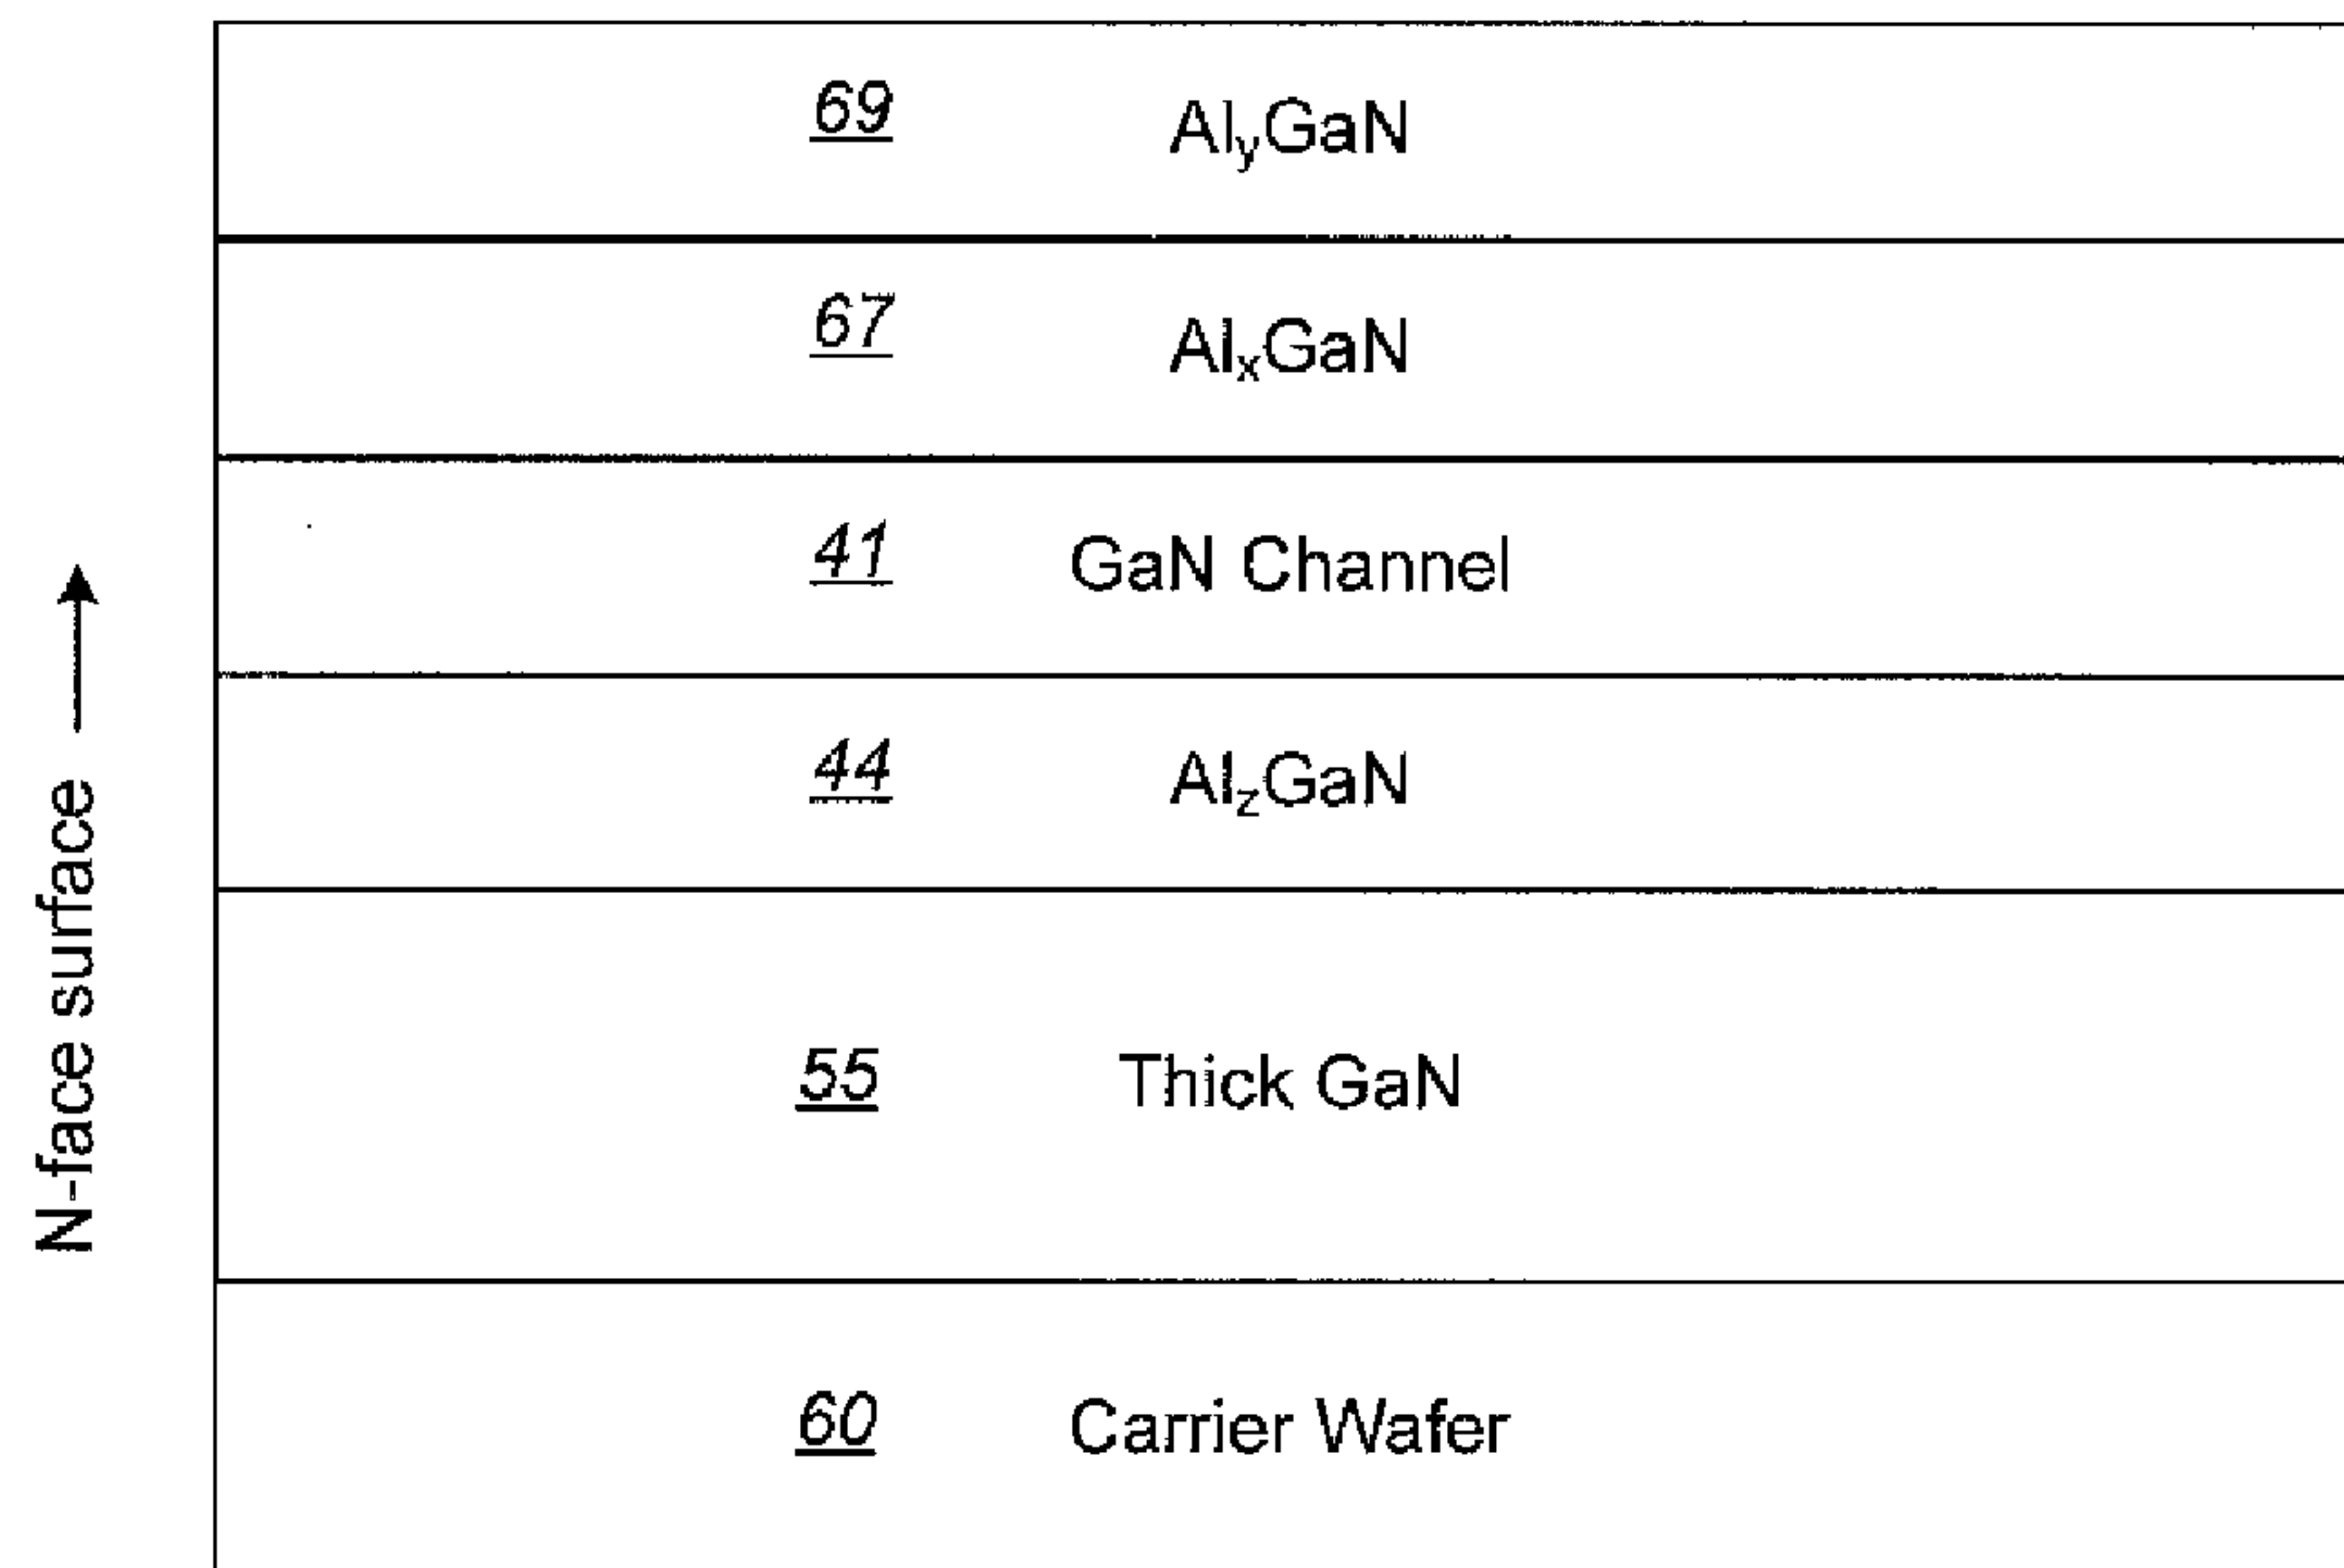 69 AlyGaN
67 AlxGaN
41 GaN Channel
44 AlzGaN
55 Thick GaN
60 Carrier Wafer
N-face surface